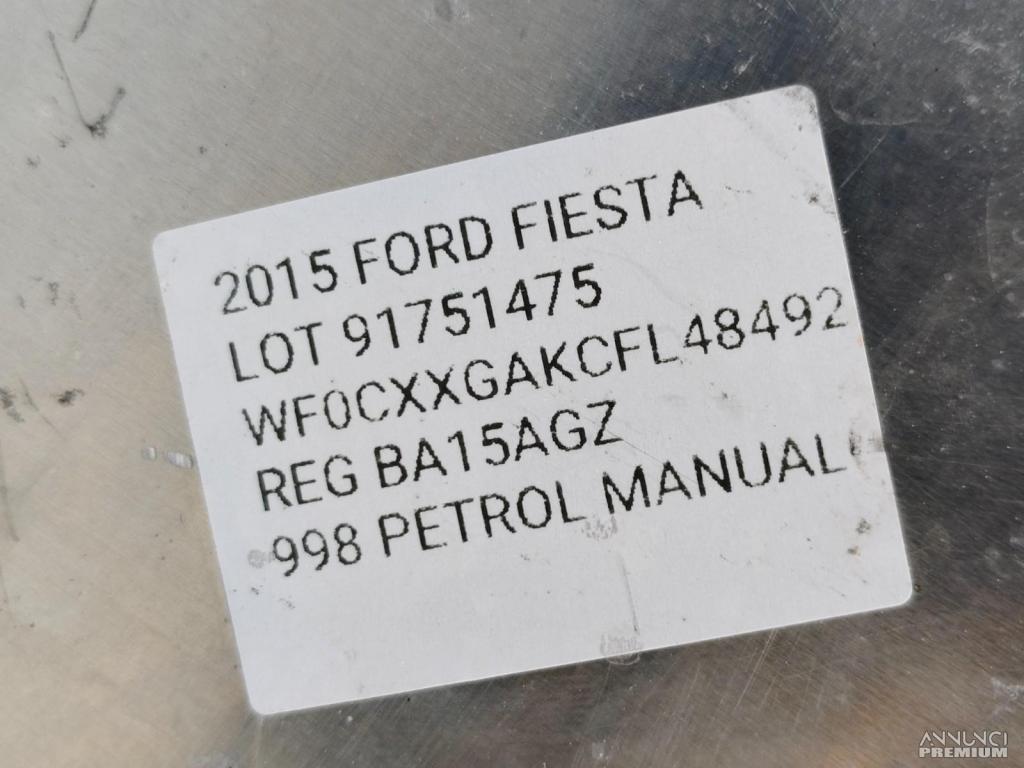 2015 FORD FIESTA
LOT 91751475
WF0CXXGAKCFL48492
REG BA15AGZ
998 PETROL MANUAL
ANNUNCI
PREMIUM